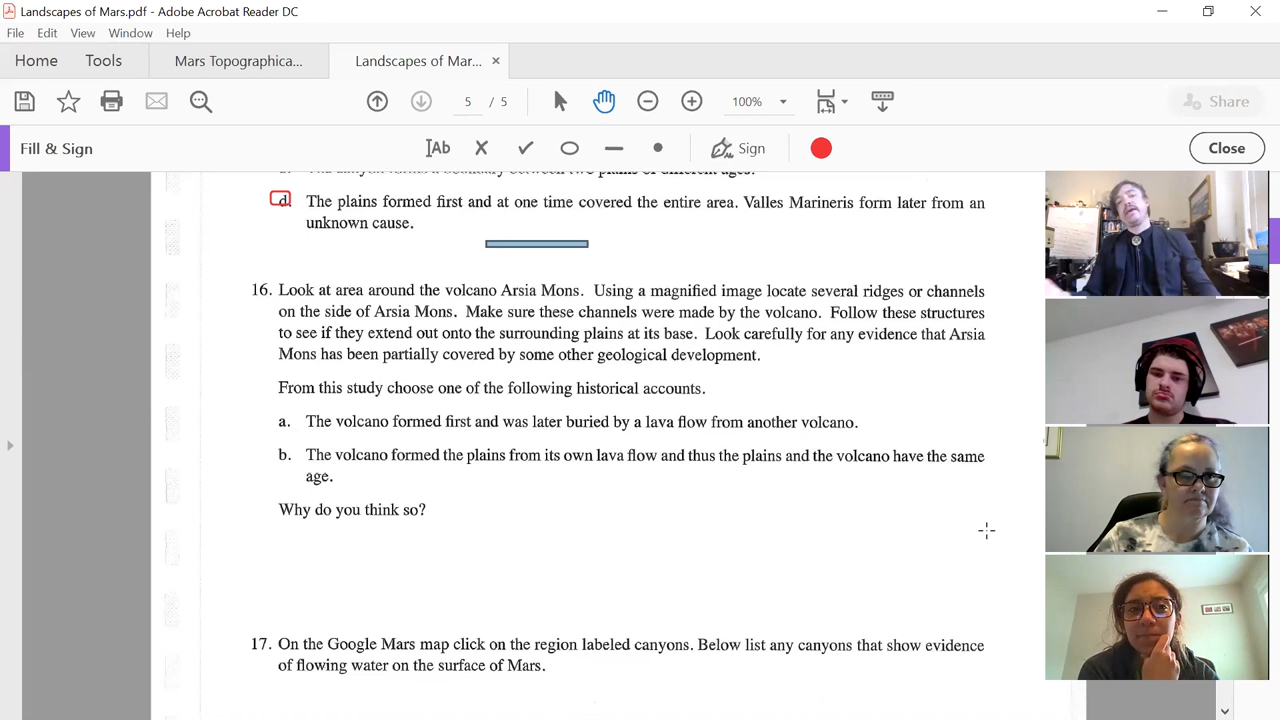 Landscapes of Mars.pdf - Adobe Acrobat Reader DC
File Edit View Window Help
Home Tools Mars Topographica... Landscapes of Mar... ×
5 / 5 100% Share
Fill & Sign Ab Sign Close
d. The plains formed first and at one time covered the entire area. Valles Marineris form later from an
unknown cause.
16. Look at area around the volcano Arsia Mons. Using a magnified image locate several ridges or channels
on the side of Arsia Mons. Make sure these channels were made by the volcano. Follow these structures
to see if they extend out onto the surrounding plains at its base. Look carefully for any evidence that Arsia
Mons has been partially covered by some other geological development.
From this study choose one of the following historical accounts.
a. The volcano formed first and was later buried by a lava flow from another volcano.
b. The volcano formed the plains from its own lava flow and thus the plains and the volcano have the same
age.
Why do you think so?
17. On the Google Mars map click on the region labeled canyons. Below list any canyons that show evidence
of flowing water on the surface of Mars.